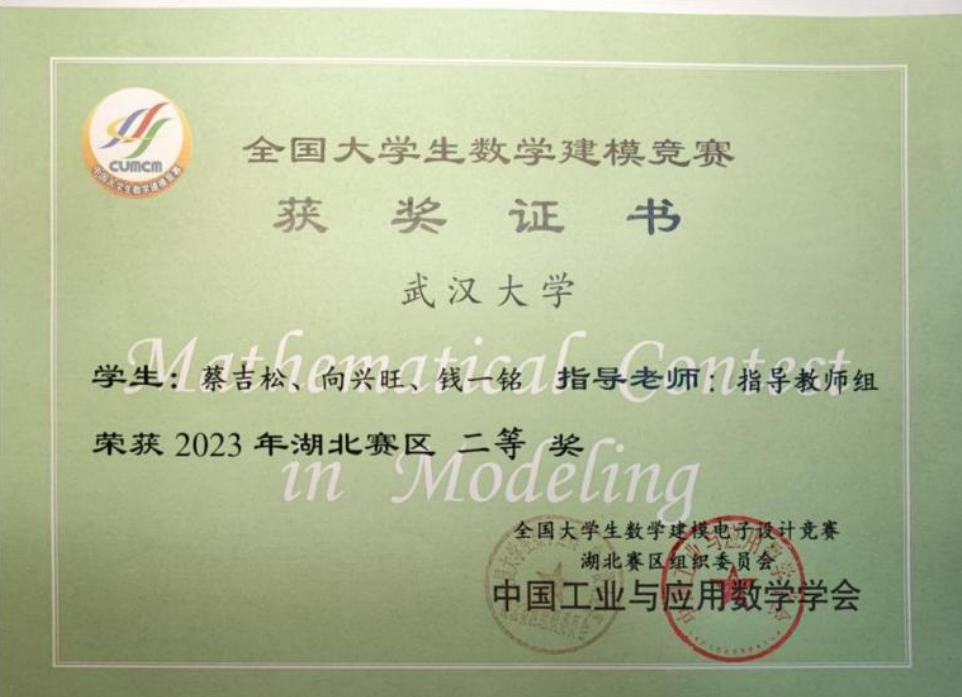 CUMCM
中国大学生数学建模竞赛
全国大学生数学建模竞赛
获奖证书
武汉大学
Mathematical Contest
学生：蔡吉松、向兴旺、钱一铭 指导老师：指导教师组
荣获 2023 年湖北赛区 二等 奖
in Modeling
全国大学生数学建模电子设计竞赛
湖北赛区组织委员会
中国工业与应用数学学会